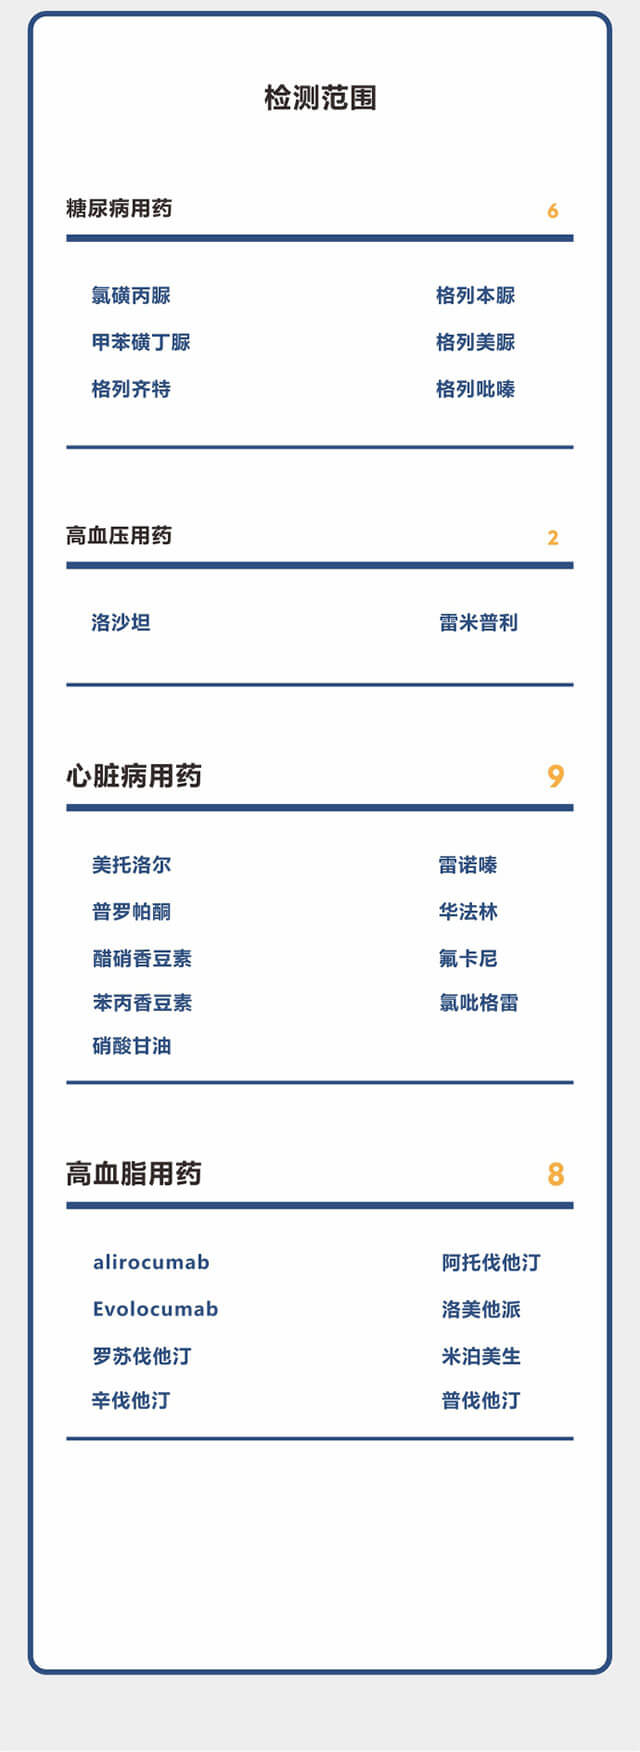 检测范围
糖尿病用药 6
氯磺丙脲 格列本脲
甲苯磺丁脲 格列美脲
格列齐特 格列吡嗪
高血压用药 2
洛沙坦 雷米普利
心脏病用药 9
美托洛尔 雷诺嗪
普罗帕酮 华法林
醋硝香豆素 氟卡尼
苯丙香豆素 氯吡格雷
硝酸甘油
高血脂用药 8
alirocumab 阿托伐他汀
Evolocumab 洛美他派
罗苏伐他汀 米泊美生
辛伐他汀 普伐他汀